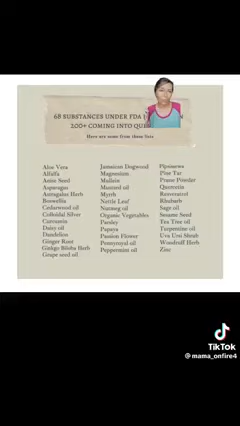 68 SUBSTANCES UNDER FDA
200+ COMING INTO
Here are some from these lists
Aloe Vera
Alfalfa
Anise Seed
Asparagus
Astragalus Herb
Boswellia
Cedarwood oil
Colloidal Silver
Curcumin
Daisy oil
Dandelion
Ginger Root
Ginkgo Biloba Herb
Grape seed oil
Jamaican Dogwood
Magnesium
Mullein
Mustard oil
Myrrh
Nettle Leaf
Nutmeg oil
Organic Vegetables
Parsley
Papaya
Passion Flower
Pennyroyal oil
Peppermint oil
Pipsissewa
Pine Tar
Prune Powder
Quercetin
Resveratrol
Rhubarb
Sage oil
Sesame Seed
Tea Tree oil
Turpentine oil
Uva Ursi Shrub
Woodruff Herb
Zinc
TikTok
@mama_onfire4